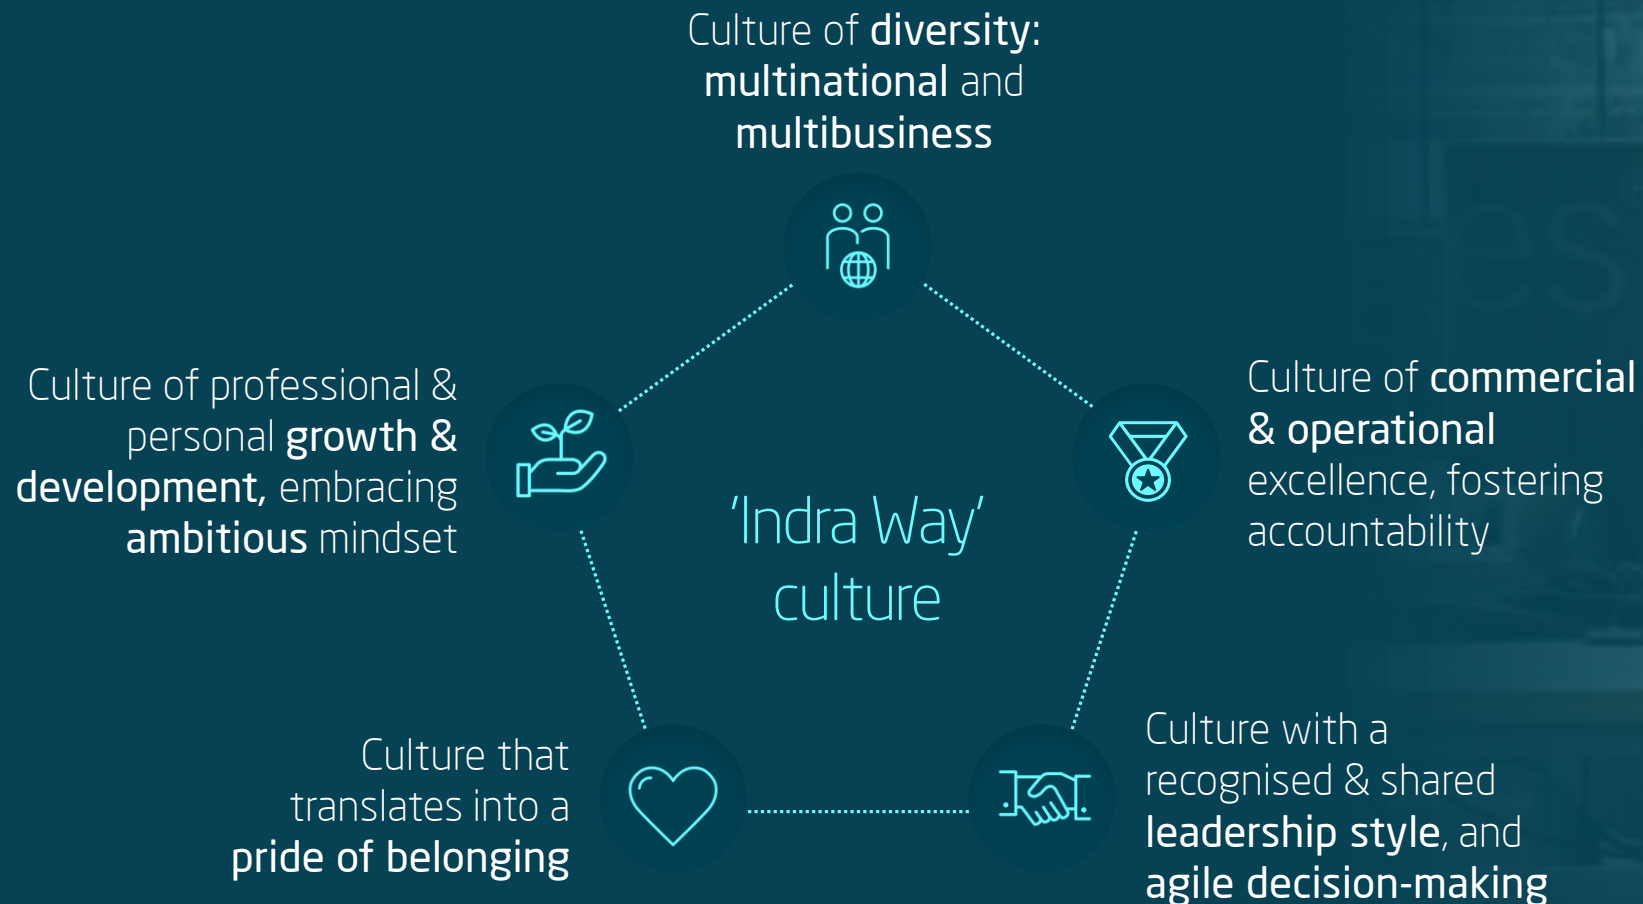 Culture of diversity:
multinational and
multibusiness
Culture of professional &
personal growth &
development, embracing
ambitious mindset
'Indra Way'
culture
Culture of commercial
& operational
excellence, fostering
accountability
Culture that
translates into a
pride of belonging
Culture with a
recognised & shared
leadership style, and
agile decision-making
es